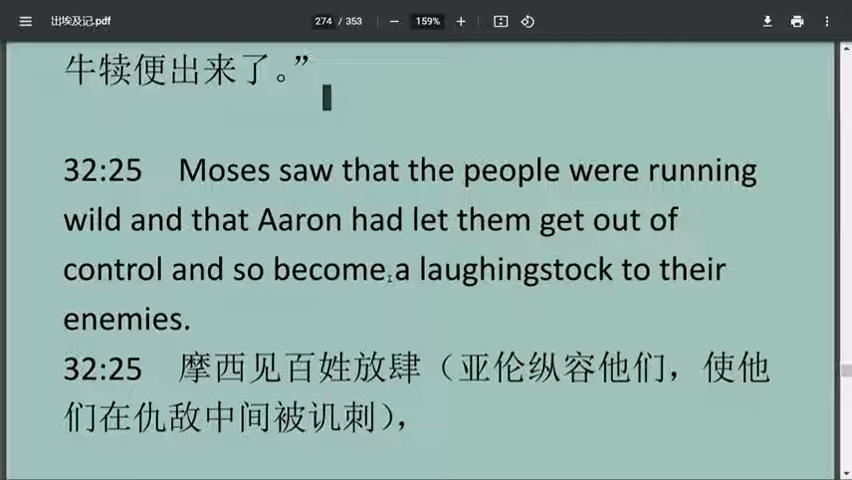 出埃及记.pdf
274 / 353
159%
牛犊便出来了。”
32:25 Moses saw that the people were running
wild and that Aaron had let them get out of
control and so become a laughingstock to their
enemies.
32:25 摩西见百姓放肆（亚伦纵容他们，使他
们在仇敌中间被讥刺），